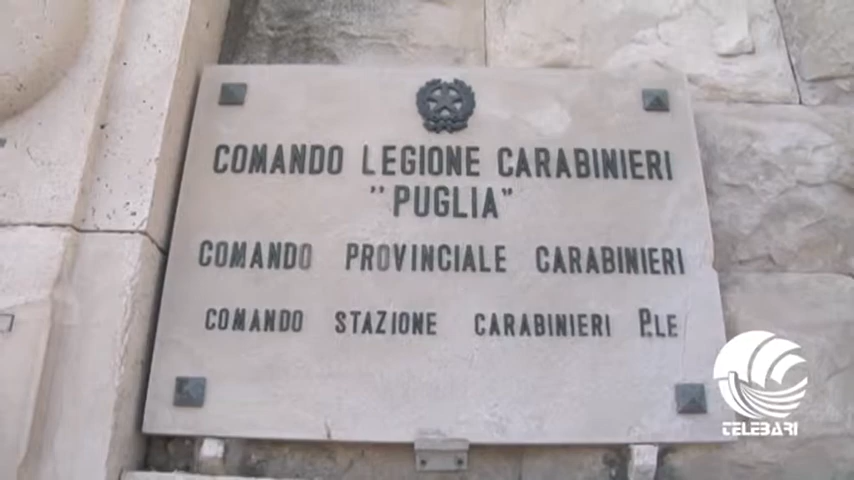 COMANDO LEGIONE CARABINIERI
"PUGLIA"
COMANDO PROVINCIALE CARABINIERI
COMANDO STAZIONE CARABINIERI P.LE
TELEBARI